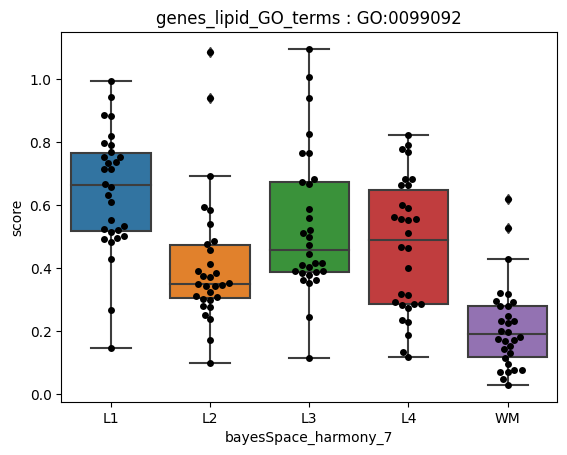 genes_lipid_GO_terms : GO:0099092
score
1.0
0.8
0.6
0.4
0.2
0.0
L1 L2 L3 L4 WM
bayesSpace_harmony_7